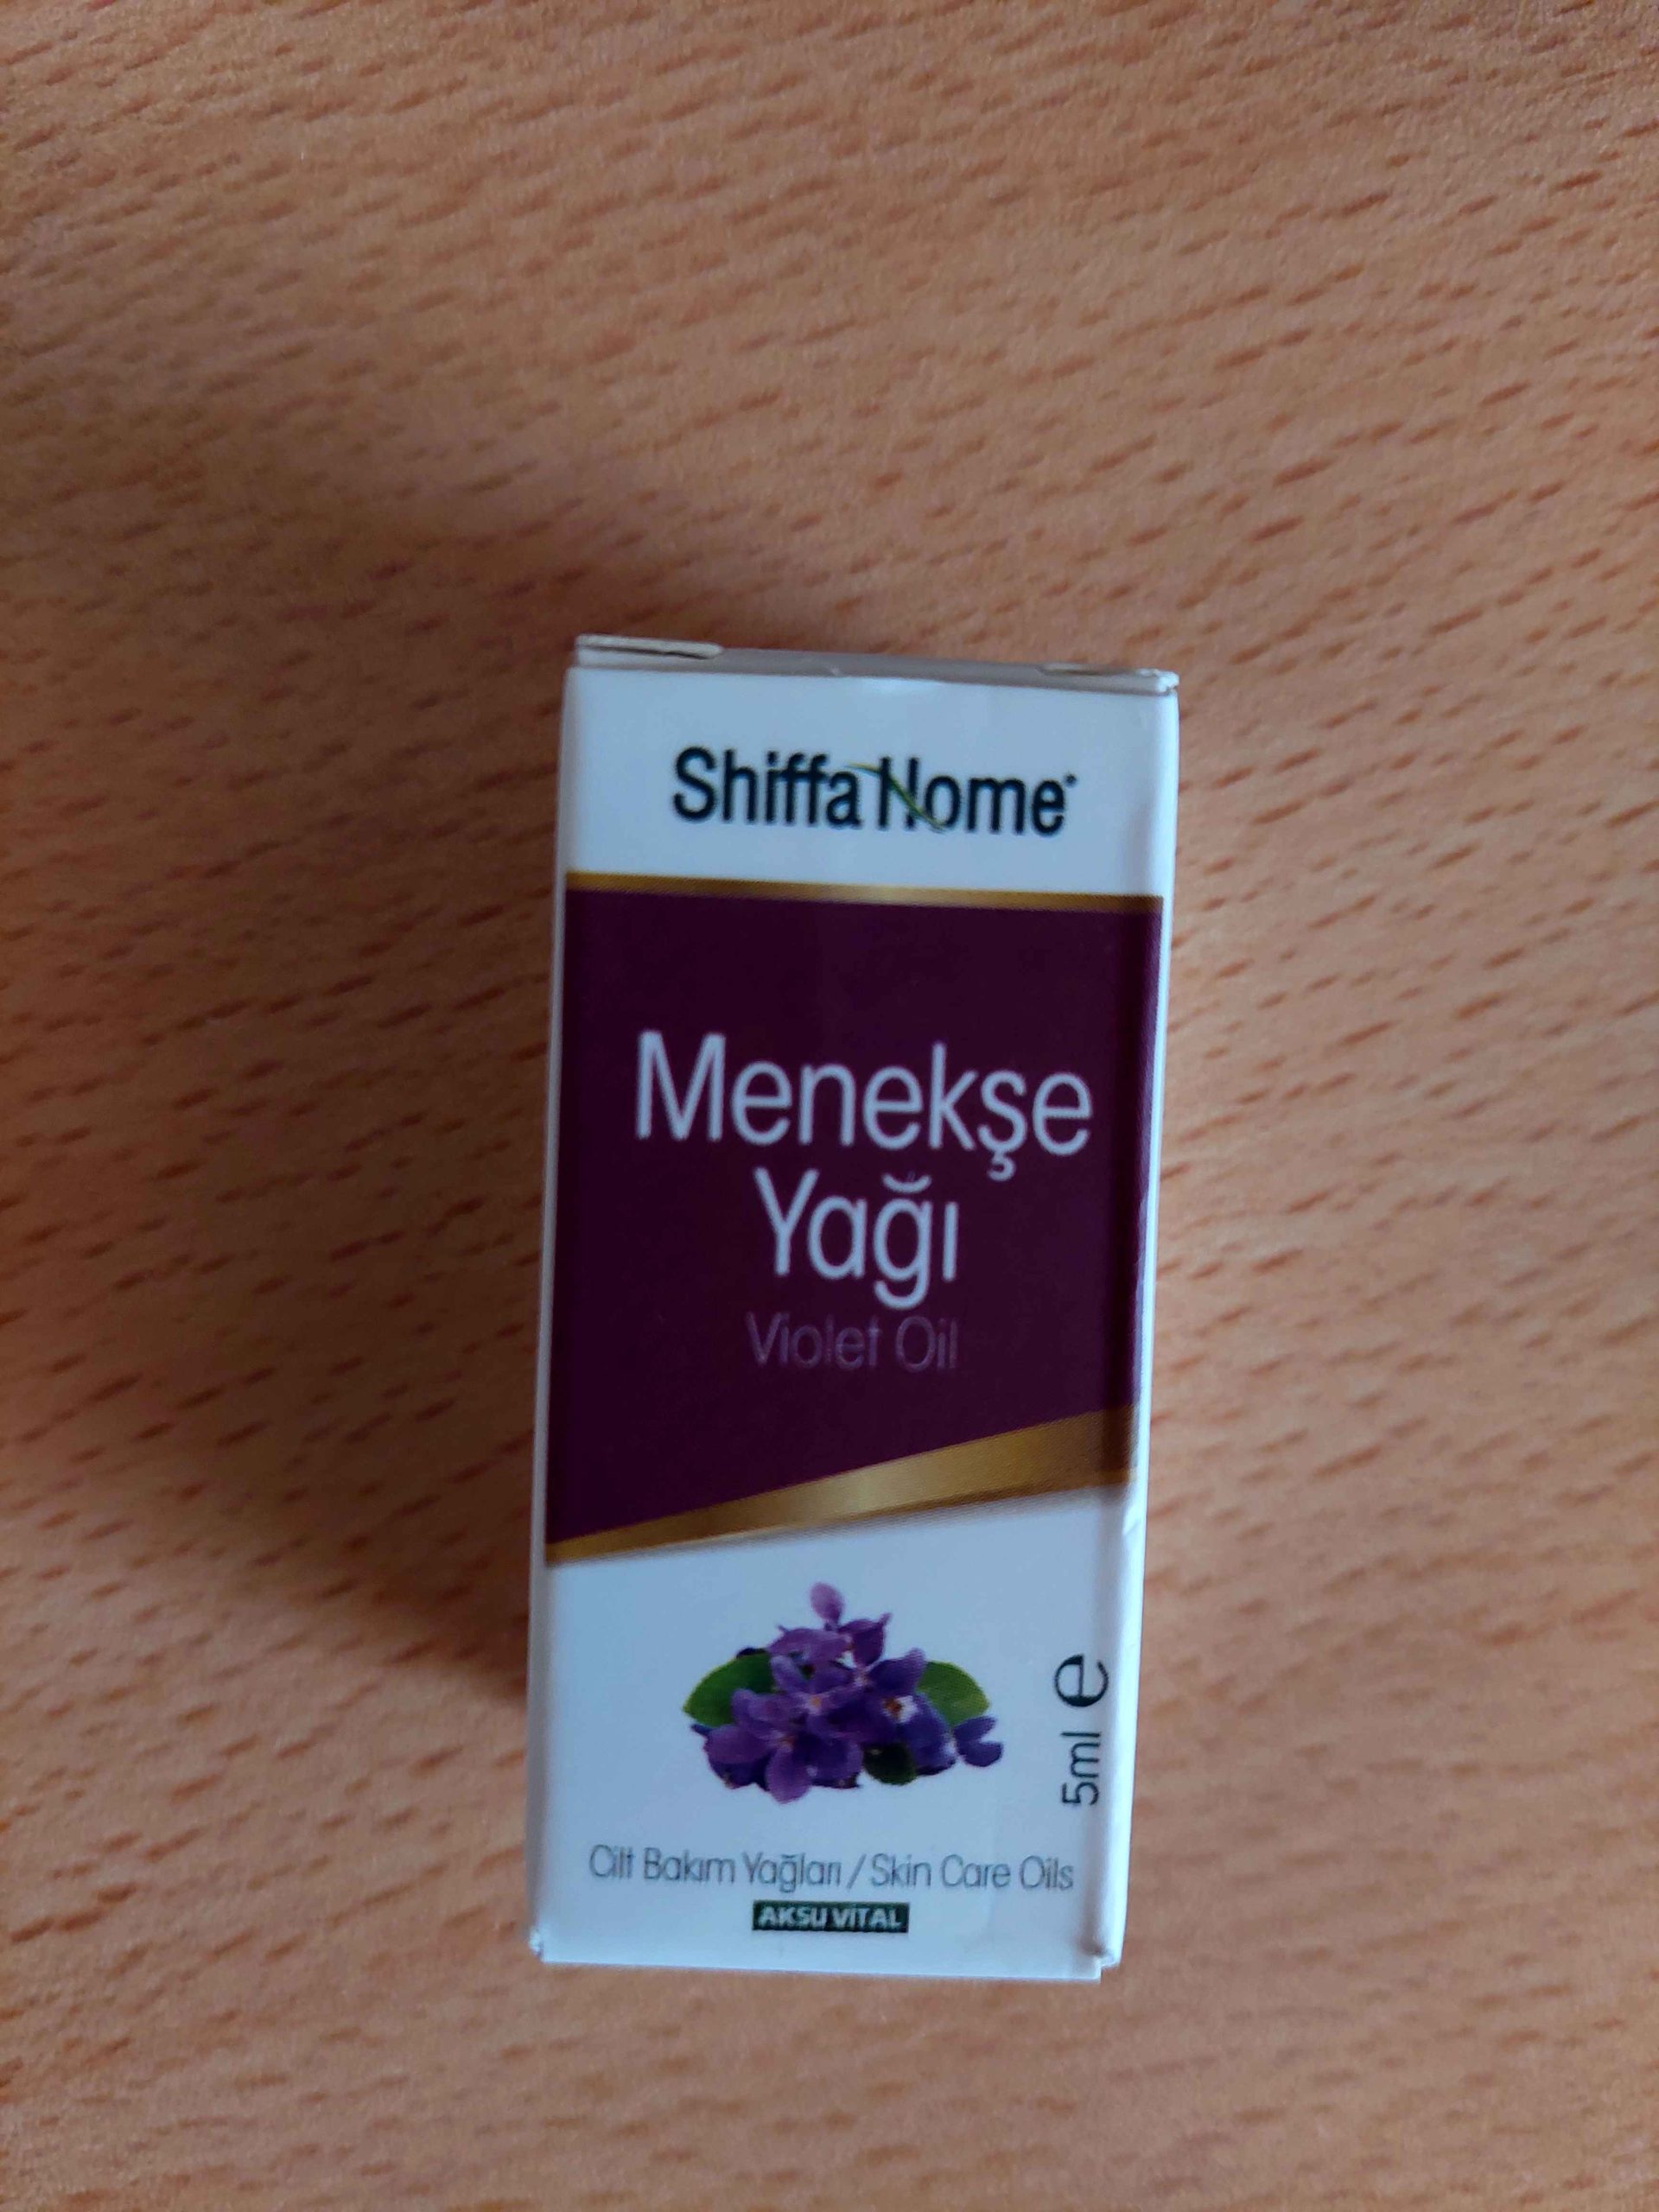 Shiffa Home
Menekşe
Yağı
Violet Oil
5ml e
Cilt Bakım Yağları / Skin Care Oils
AKSU VİTAL